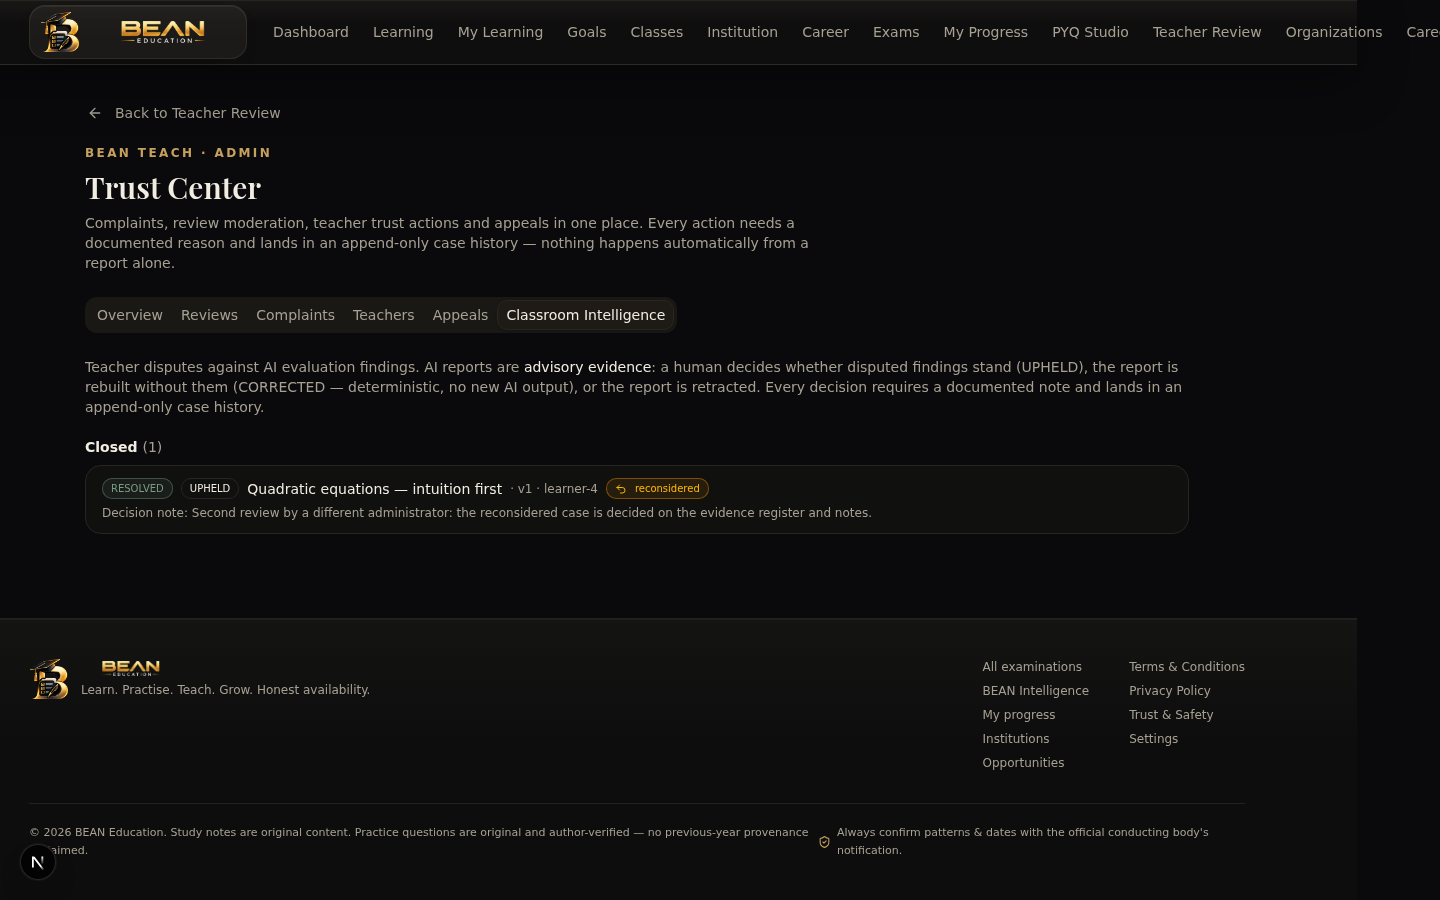 BEAN
EDUCATION
Dashboard Learning My Learning Goals Classes Institution Career Exams My Progress PYQ Studio Teacher Review Organizations
Back to Teacher Review
BEAN TEACH · ADMIN
Trust Center
Complaints, review moderation, teacher trust actions and appeals in one place. Every action needs a
documented reason and lands in an append-only case history — nothing happens automatically from a
report alone.
Overview Reviews Complaints Teachers Appeals Classroom Intelligence
Teacher disputes against AI evaluation findings. AI reports are advisory evidence: a human decides whether disputed findings stand (UPHELD), the report is
rebuilt without them (CORRECTED — deterministic, no new AI output), or the report is retracted. Every decision requires a documented note and lands in an
append-only case history.
Closed (1)
RESOLVED UPHELD Quadratic equations — intuition first · v1 · learner-4 reconsidered
Decision note: Second review by a different administrator: the reconsidered case is decided on the evidence register and notes.
BEAN
EDUCATION
Learn. Practise. Teach. Grow. Honest availability.
All examinations
BEAN Intelligence
My progress
Institutions
Opportunities
Terms & Conditions
Privacy Policy
Trust & Safety
Settings
© 2026 BEAN Education. Study notes are original content. Practice questions are original and author-verified — no previous-year provenance
Always confirm patterns & dates with the official conducting body's
notification.
N